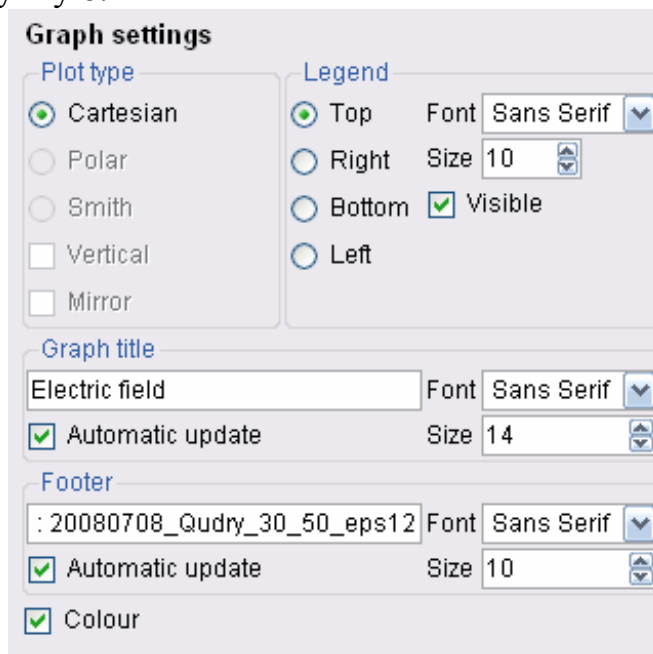 Graph settings
Plot type
Cartesian
Polar
Smith
Vertical
Mirror
Legend
Top
Right
Bottom
Left
Font Sans Serif
Size 10
Visible
Graph title
Electric field Font Sans Serif
Automatic update Size 14
Footer
: 20080708_Qudry_30_50_eps12 Font Sans Serif
Automatic update Size 10
Colour